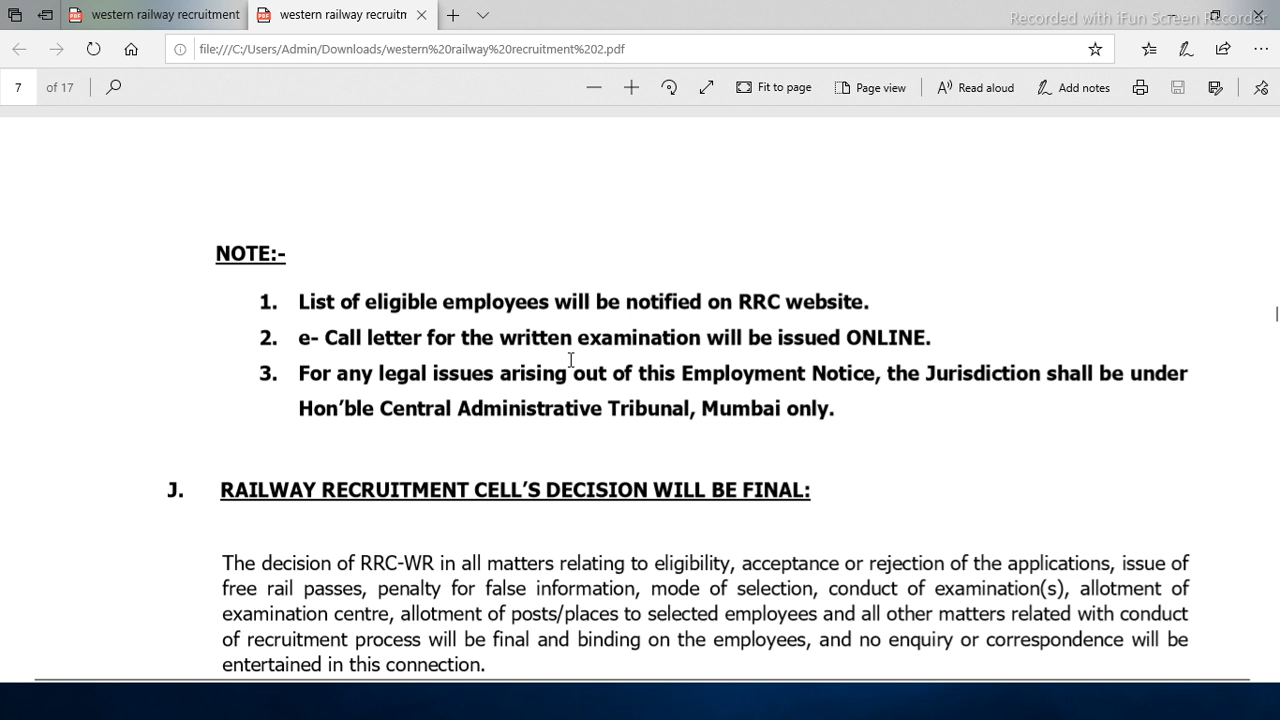 western railway recruitment
western railway recruitn
Recorded with iFun Screen Recorder
file:///C:/Users/Admin/Downloads/western%20railway%20recruitment%202.pdf
7 of 17
Fit to page
Page view
Read aloud
Add notes
NOTE:-
1. List of eligible employees will be notified on RRC website.
2. e- Call letter for the written examination will be issued ONLINE.
3. For any legal issues arising out of this Employment Notice, the Jurisdiction shall be under
Hon’ble Central Administrative Tribunal, Mumbai only.
J. RAILWAY RECRUITMENT CELL’S DECISION WILL BE FINAL:
The decision of RRC-WR in all matters relating to eligibility, acceptance or rejection of the applications, issue of
free rail passes, penalty for false information, mode of selection, conduct of examination(s), allotment of
examination centre, allotment of posts/places to selected employees and all other matters related with conduct
of recruitment process will be final and binding on the employees, and no enquiry or correspondence will be
entertained in this connection.